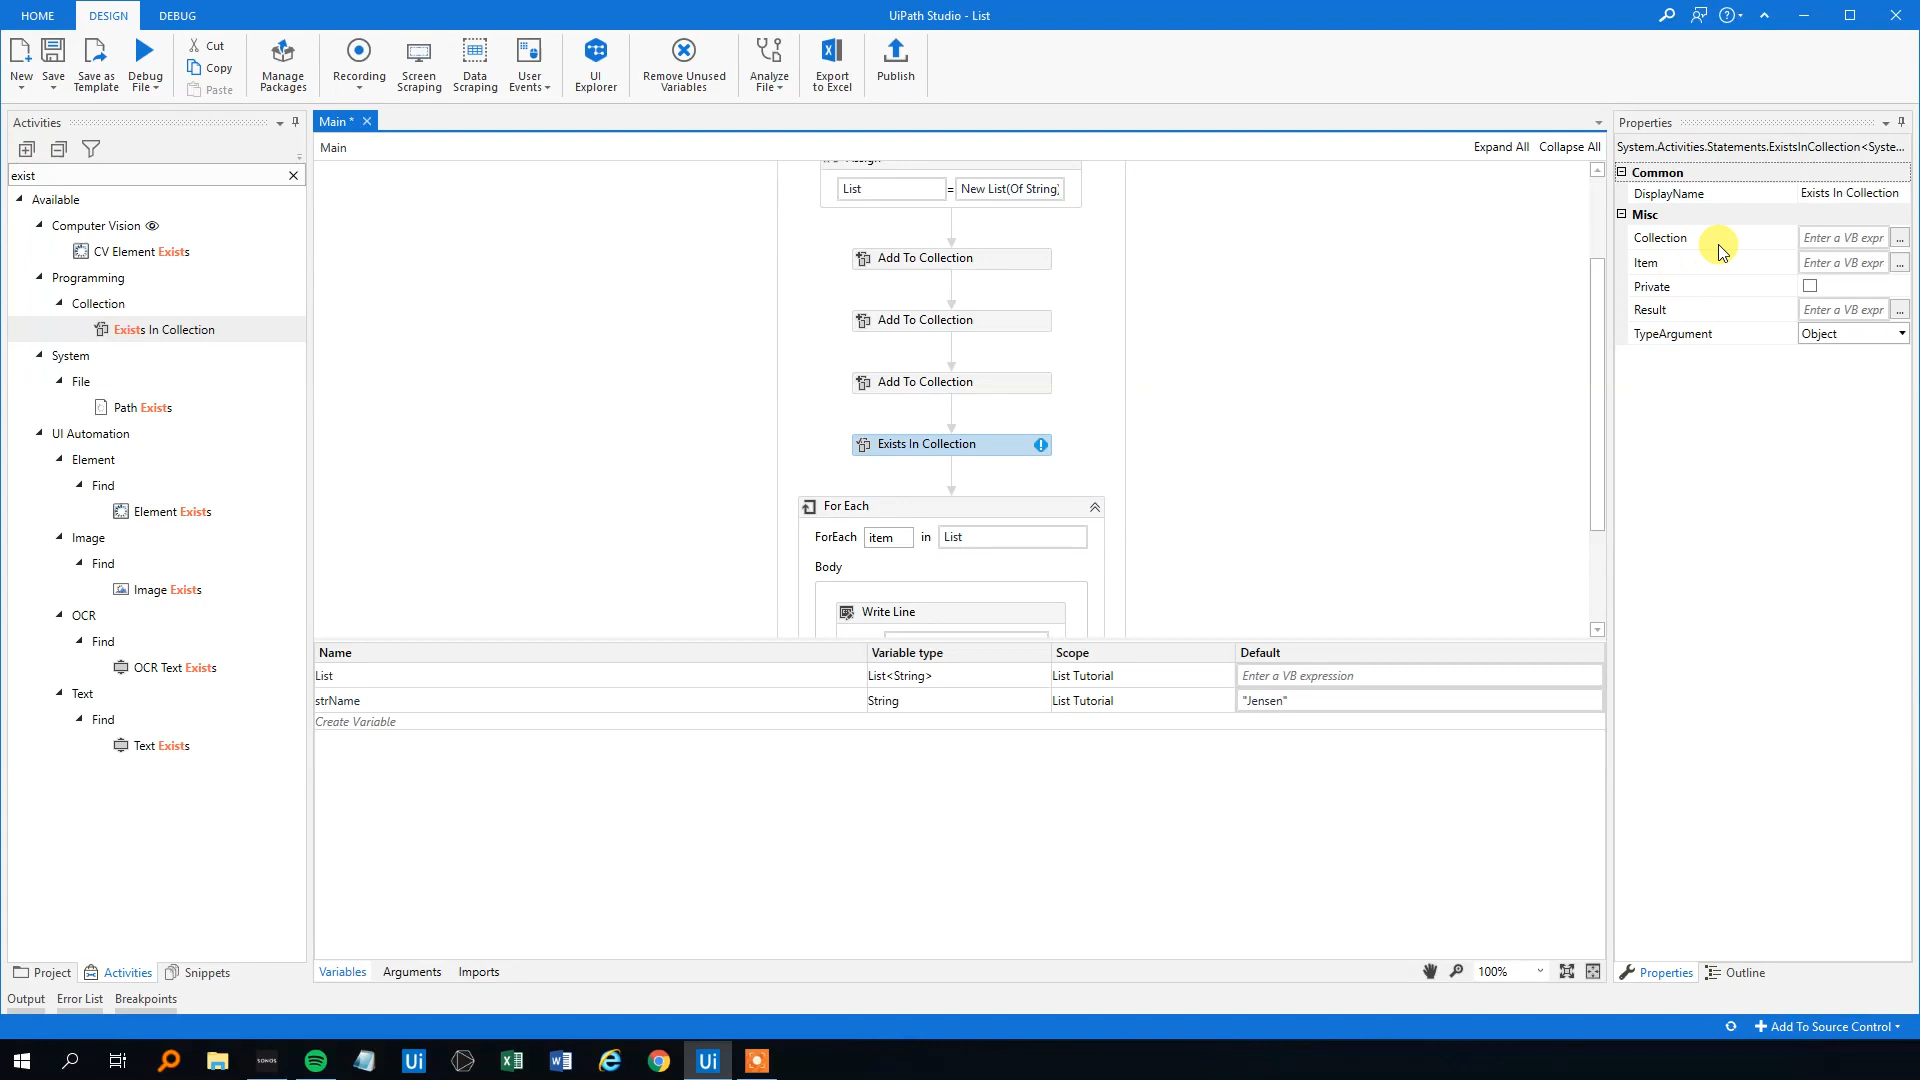 HOME
DESIGN
DEBUG
UiPath Studio - List
New
Save
Save as
Template
Debug
File
Cut
Copy
Paste
Manage
Packages
Recording
Screen
Scraping
Data
Scraping
User
Events
UI
Explorer
Remove Unused
Variables
Analyze
File
Export
to Excel
Publish
Activities
exist
Available
Computer Vision
CV Element Exists
Programming
Collection
Exists In Collection
System
File
Path Exists
UI Automation
Element
Find
Element Exists
Image
Find
Image Exists
OCR
Find
OCR Text Exists
Text
Find
Text Exists
Project
Activities
Snippets
Main *
Main
Expand All
Collapse All
List
=
New List(Of String)
Add To Collection
Add To Collection
Add To Collection
Exists In Collection
For Each
ForEach
item
in
List
Body
Write Line
Name
Variable type
Scope
Default
List
List<String>
List Tutorial
Enter a VB expression
strName
String
List Tutorial
"Jensen"
Create Variable
Variables
Arguments
Imports
100%
Properties
System.Activities.Statements.ExistsInCollection<Syste...
Common
DisplayName
Exists In Collection
Misc
Collection
Enter a VB expr
...
Item
Enter a VB expr
...
Private
Result
Enter a VB expr
...
TypeArgument
Object
Properties
Outline
Output
Error List
Breakpoints
Add To Source Control
SONOS
Ui
Ui